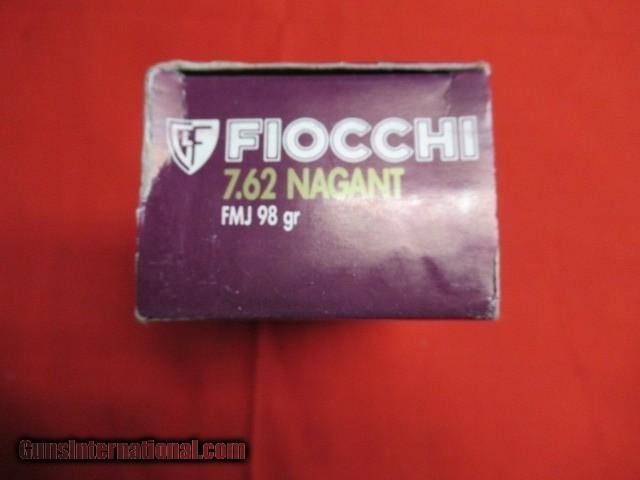 FIOCCHI
7.62 NAGANT
FMJ 98 gr
GunsInternational.com